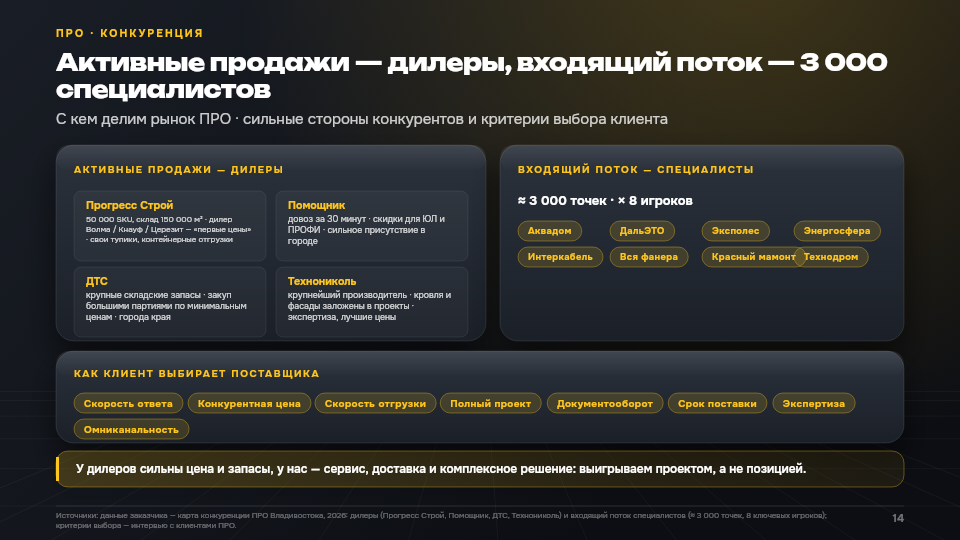 ПРО · КОНКУРЕНЦИЯ
Активные продажи — дилеры, входящий поток — 3 000
специалистов
С кем делим рынок ПРО · сильные стороны конкурентов и критерии выбора клиента
АКТИВНЫЕ ПРОДАЖИ — ДИЛЕРЫ
Прогресс Строй
50 000 SKU, склад 150 000 м² · дилер
Волма / Кнауф / Церезит — «первые цены»
· свои тупики, контейнерные отгрузки
Помощник
довоз за 30 минут · скидки для ЮЛ и
ПРОФИ · сильное присутствие в
городе
ДТС
крупные складские запасы · закуп
большими партиями по минимальным
ценам · города края
Технониколь
крупнейший производитель · кровля и
фасады заложены в проекты ·
экспертиза, лучшие цены
ВХОДЯЩИЙ ПОТОК — СПЕЦИАЛИСТЫ
≈ 3 000 точек · × 8 игроков
Аквадом ДальЭТО Эксполес Энергосфера
Интеркабель Вся фанера Красный мамонт Технодром
КАК КЛИЕНТ ВЫБИРАЕТ ПОСТАВЩИКА
Скорость ответа Конкурентная цена Скорость отгрузки Полный проект Документооборот Срок поставки Экспертиза
Омниканальность
У дилеров сильны цена и запасы, у нас — сервис, доставка и комплексное решение: выигрываем проектом, а не позицией.
Источники: данные заказчика — карта конкуренции ПРО Владивостока, 2026: дилеры (Прогресс Строй, Помощник, ДТС, Технониколь) и входящий поток специалистов (≈ 3 000 точек, 8 ключевых игроков);
критерии выбора — интервью с клиентами ПРО.
14